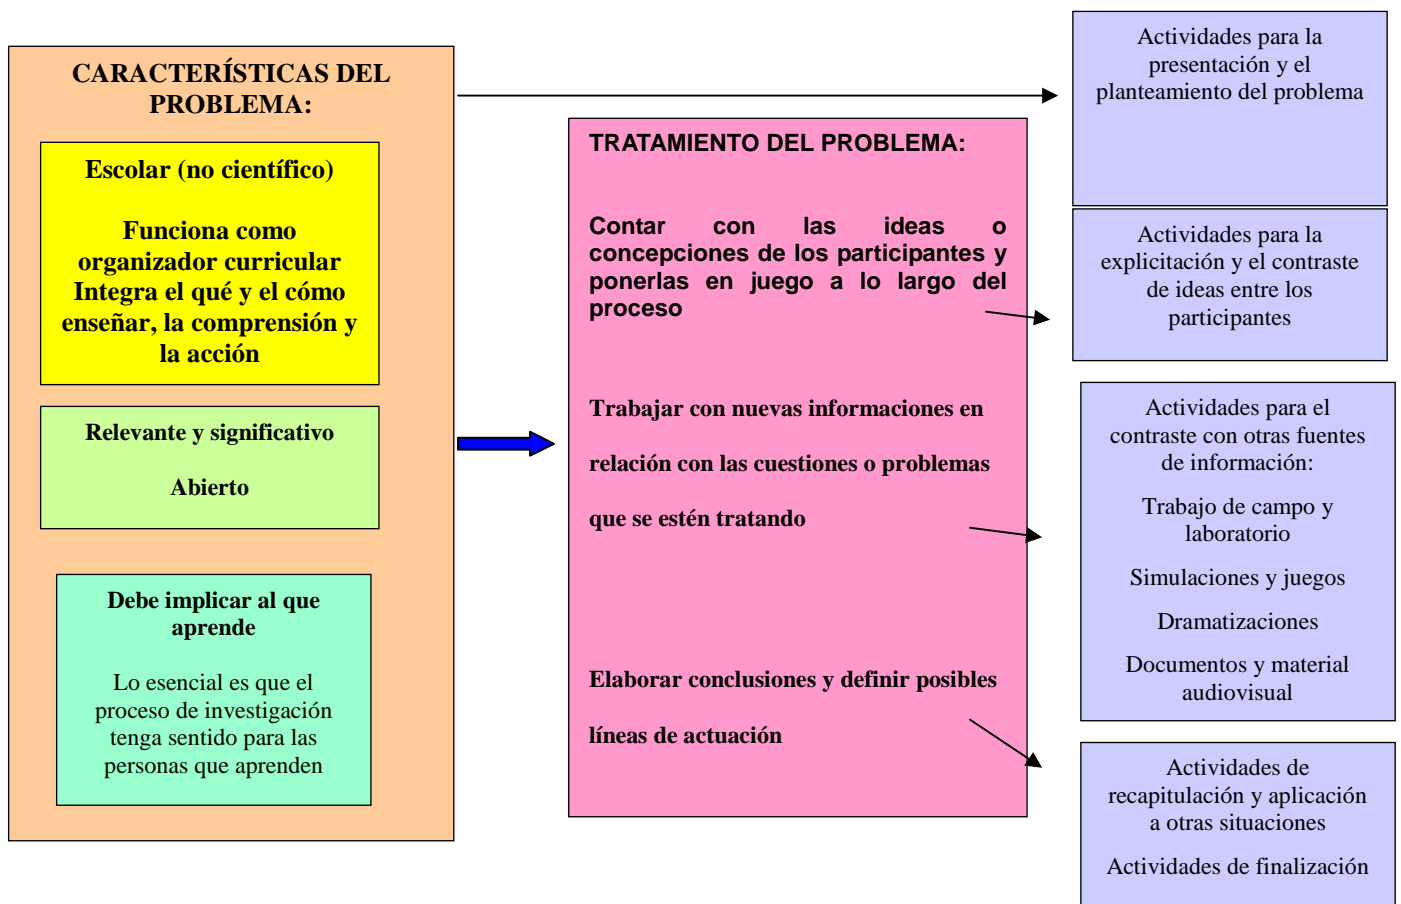 CARACTERÍSTICAS DEL
PROBLEMA:
Escolar (no científico)
Funciona como
organizador curricular
Integra el qué y el cómo
enseñar, la comprensión y
la acción
Relevante y significativo
Abierto
Debe implicar al que
aprende
Lo esencial es que el
proceso de investigación
tenga sentido para las
personas que aprenden
TRATAMIENTO DEL PROBLEMA:
Contar con las ideas o
concepciones de los participantes y
ponerlas en juego a lo largo del
proceso
Trabajar con nuevas informaciones en
relación con las cuestiones o problemas
que se estén tratando
Elaborar conclusiones y definir posibles
líneas de actuación
Actividades para la
presentación y el
planteamiento del problema
Actividades para la
explicitación y el contraste
de ideas entre los
participantes
Actividades para el
contraste con otras fuentes
de información:
Trabajo de campo y
laboratorio
Simulaciones y juegos
Dramatizaciones
Documentos y material
audiovisual
Actividades de
recapitulación y aplicación
a otras situaciones
Actividades de finalización